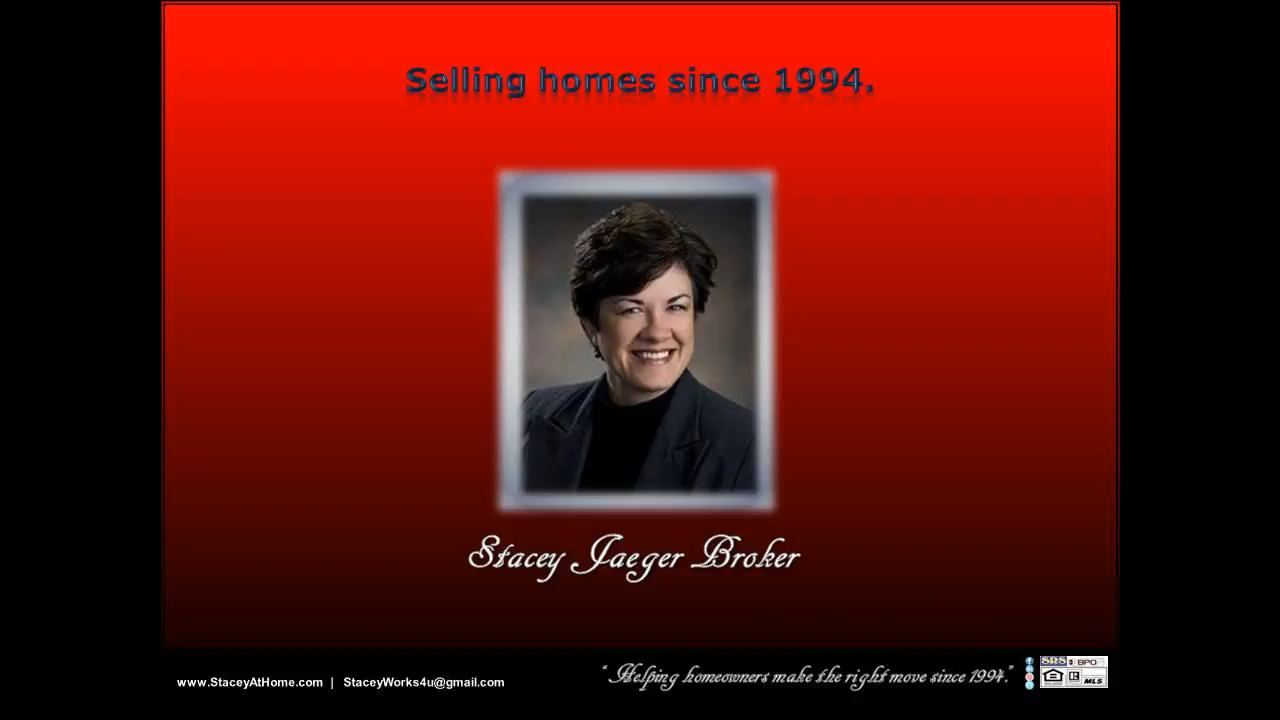 Selling homes since 1994.
Stacey Jaeger Broker
www.StaceyAtHome.com | StaceyWorks4u@gmail.com
“ Helping homeowners make the right move since 1994.”
SRS BPO
R MLS